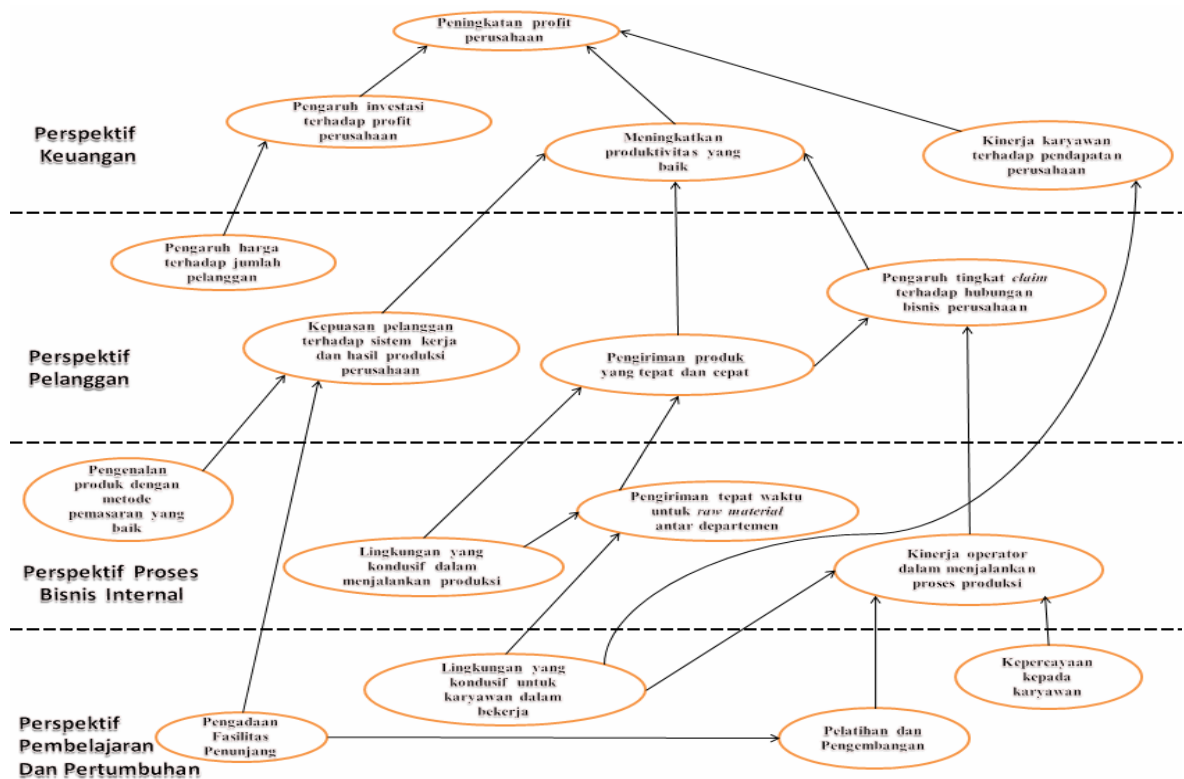 Peningkatan profit
perusahaan
Pengaruh investasi
terhadap profit
perusahaan
Meningkatkan
produktivitas yang
baik
Kinerja karyawan
terhadap pendapatan
perusahaan
Perspektif
Keuangan
Pengaruh harga
terhadap jumlah
pelanggan
Pengaruh tingkat claim
terhadap hubungan
bisnis perusahaan
Kepuasan pelanggan
terhadap sistem kerja
dan hasil produksi
perusahaan
Pengiriman produk
yang tepat dan cepat
Perspektif
Pelanggan
Pengenalan
produk dengan
metode
pemasaran yang
baik
Pengiriman tepat waktu
untuk raw material
antar departemen
Lingkungan yang
kondusif dalam
menjalankan produksi
Kinerja operator
dalam menjalankan
proses produksi
Perspektif Proses
Bisnis Internal
Lingkungan yang
kondusif untuk
karyawan dalam
bekerja
Kepercayaan
kepada
karyawan
Pengadaan
Fasilitas
Penunjang
Pelatihan dan
Pengembangan
Perspektif
Pembelajaran
Dan Pertumbuhan